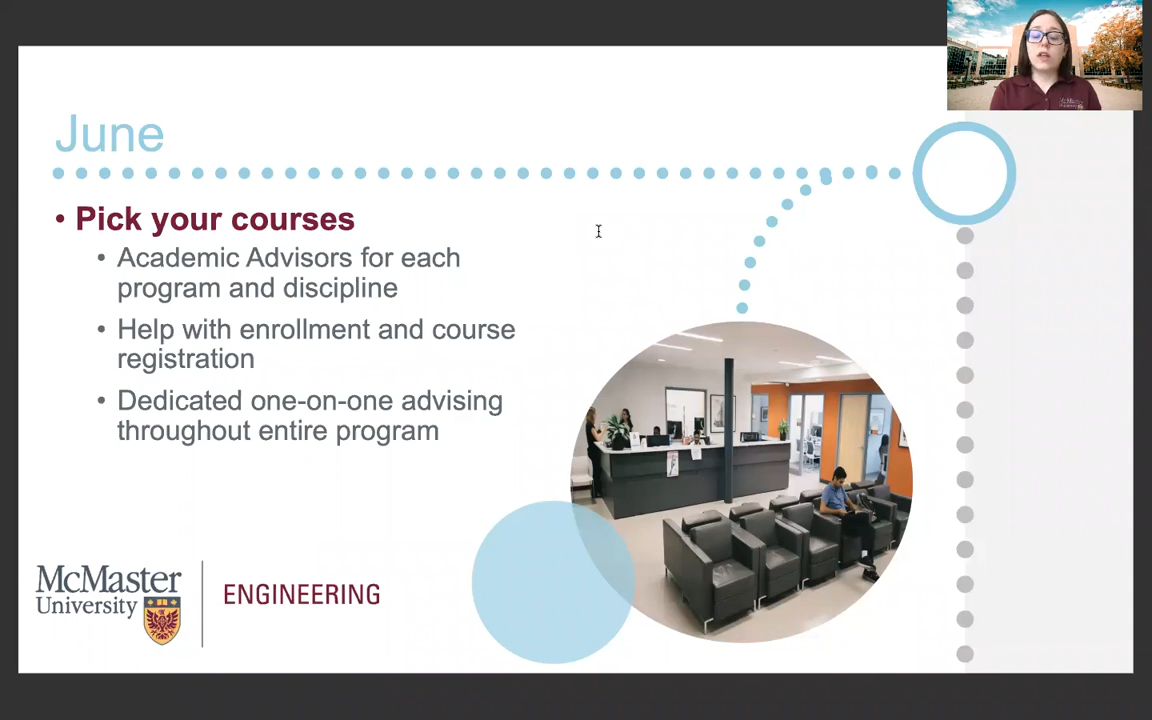 June
• Pick your courses
• Academic Advisors for each
program and discipline
• Help with enrollment and course
registration
• Dedicated one-on-one advising
throughout entire program
McMaster
University
ENGINEERING